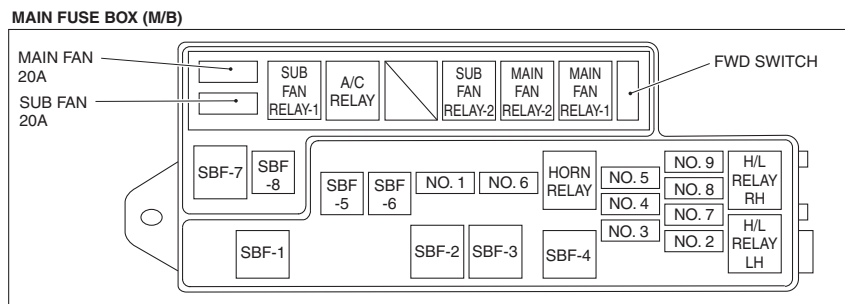 MAIN FUSE BOX (M/B)
MAIN FAN
20A
SUB FAN
20A
SUB
FAN
RELAY-1
A/C
RELAY
SUB
FAN
RELAY-2
MAIN
FAN
RELAY-2
MAIN
FAN
RELAY-1
FWD SWITCH
SBF-7
SBF
-8
SBF
-5
SBF
-6
NO. 1
NO. 6
HORN
RELAY
NO. 5
NO. 4
NO. 3
NO. 9
NO. 8
NO. 7
NO. 2
H/L
RELAY
RH
H/L
RELAY
LH
SBF-1
SBF-2
SBF-3
SBF-4